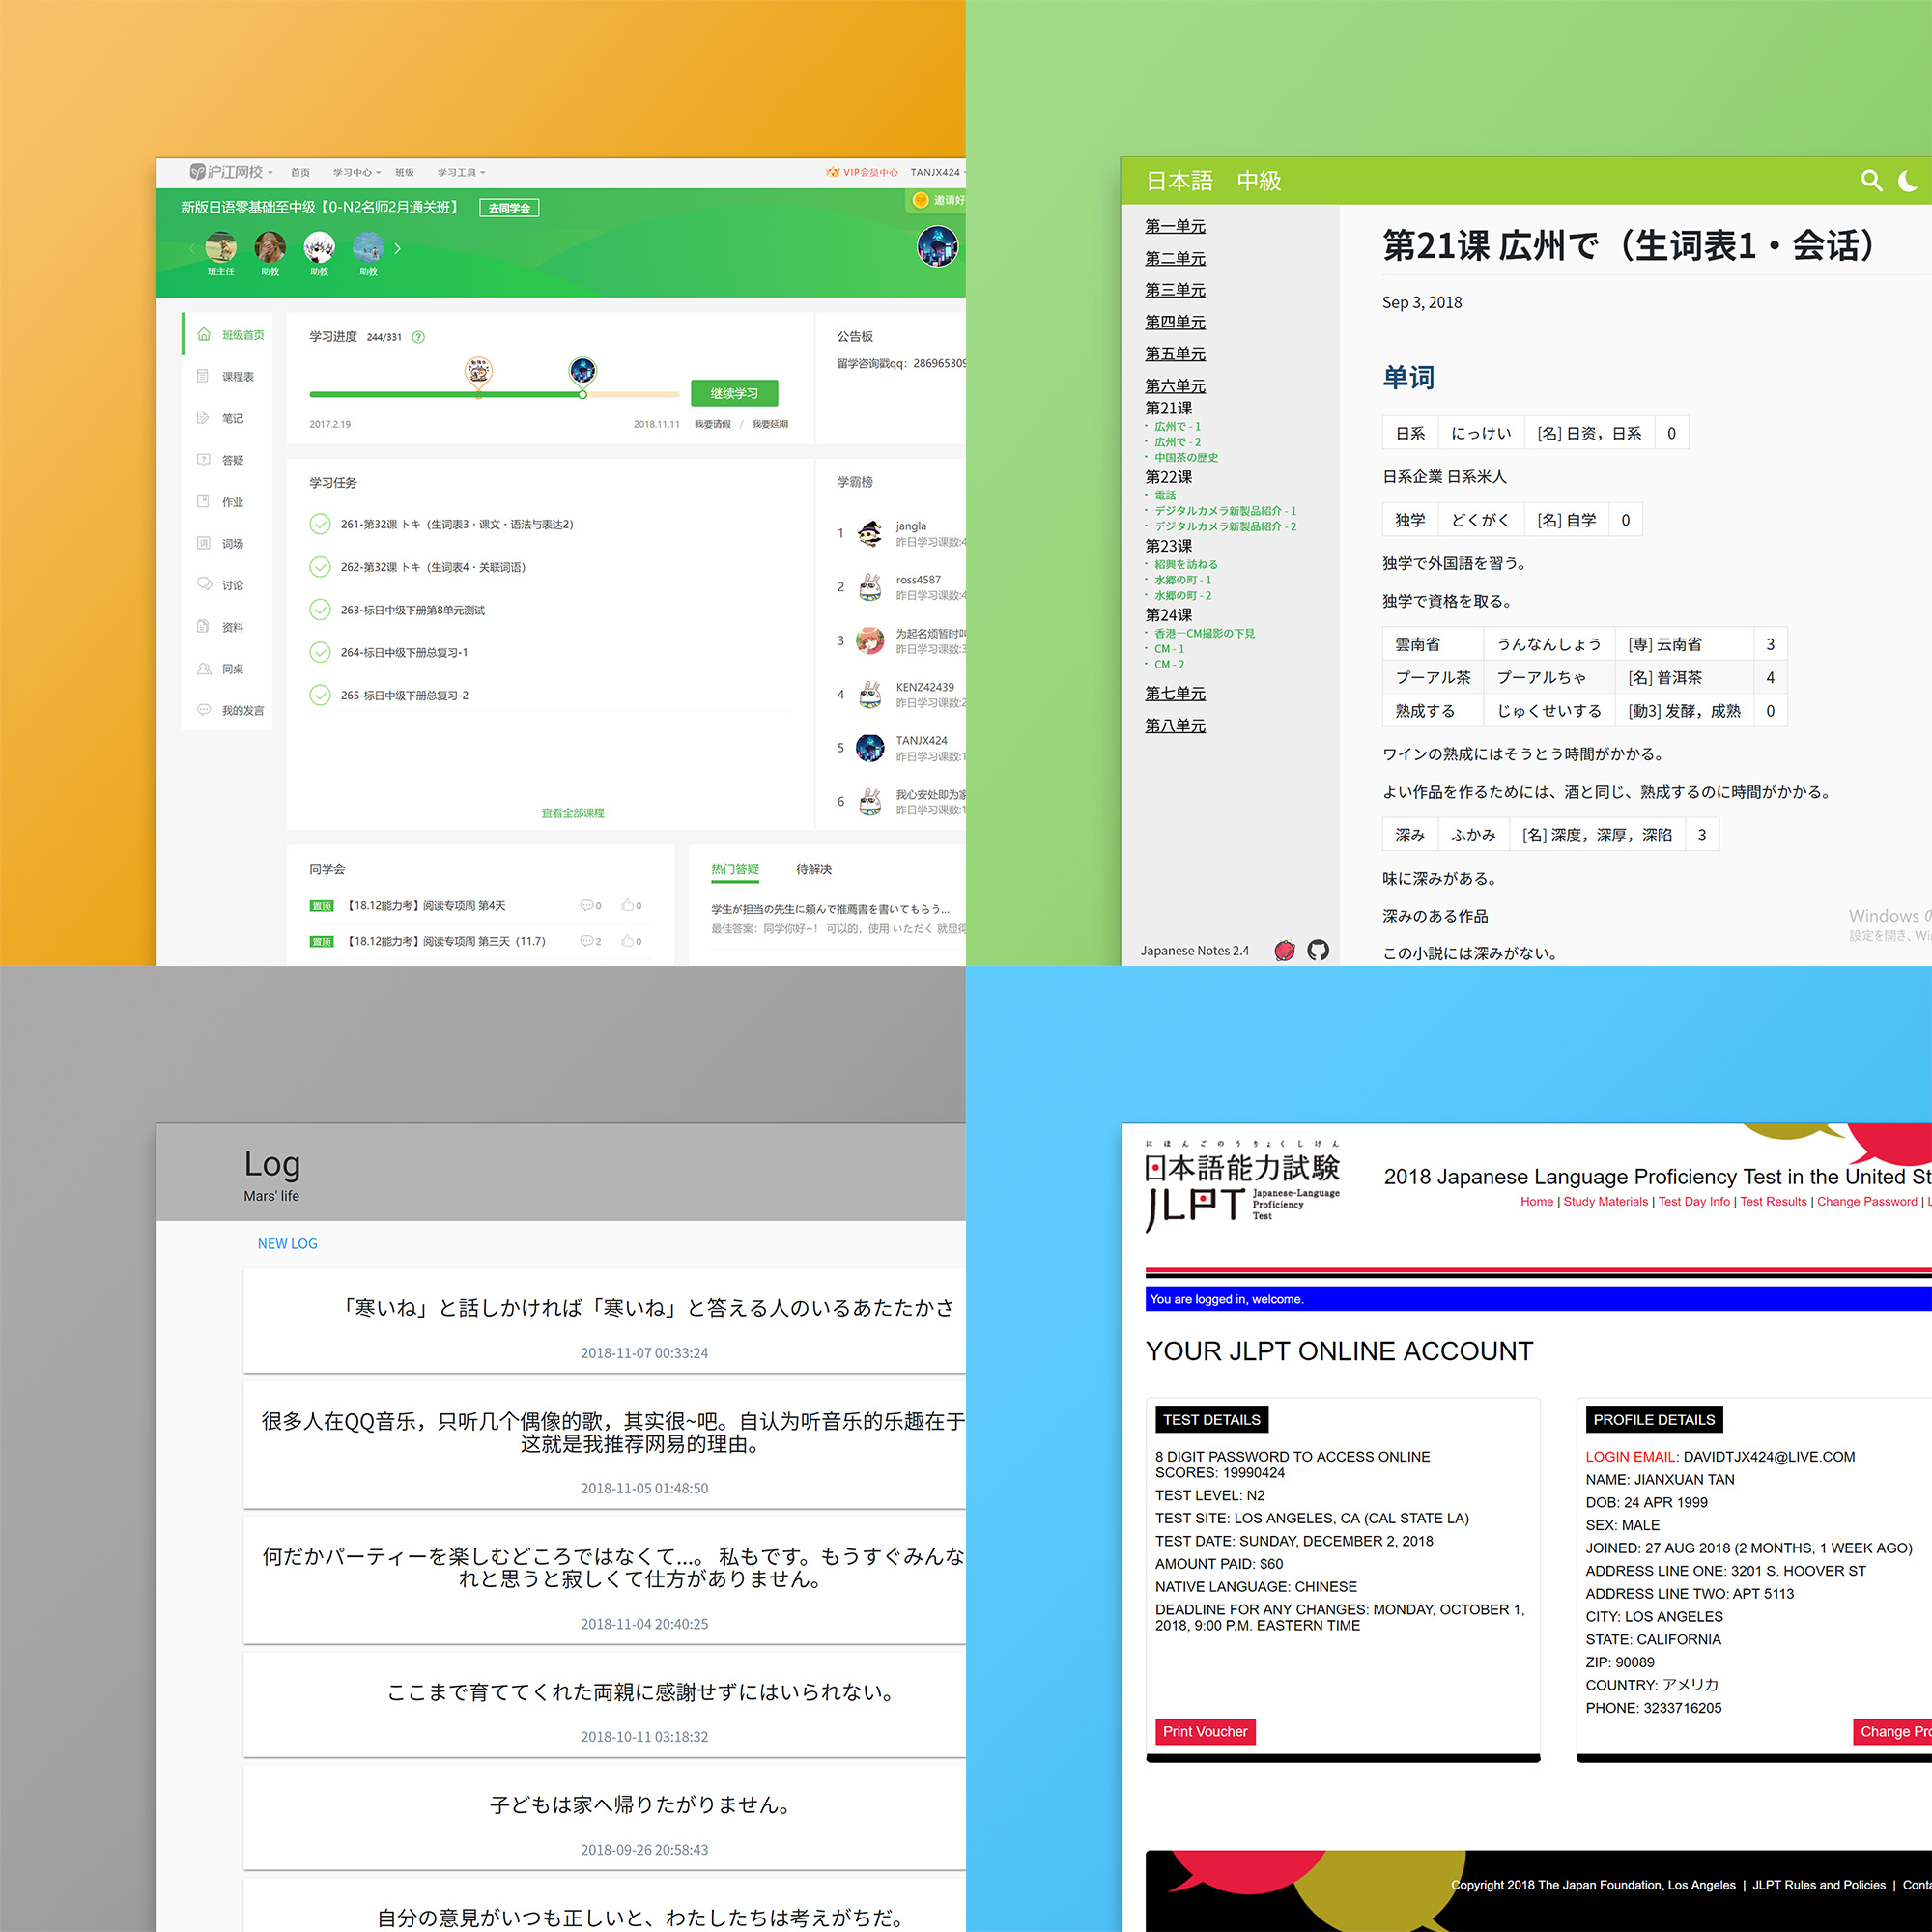 沪江网校 首页 学习中心 班级 学习工具 VIP会员中心 TANJX424
新版日语零基础至中级【0-N2名师2月通关班】 去同学会 邀请好
班主任 助教 助教 助教
班级首页
课程表
笔记
答疑
作业
词场
讨论
资料
同桌
我的发言
学习进度 244/331 ?
继续学习
2017.2.19 2018.11.11 我要请假 / 我要延期
公告板
留学咨询戳qq：286965309
学习任务
261-第32课 トキ（生词表3・课文・语法与表达2）
262-第32课 トキ（生词表4・关联词语）
263-标日中级下册第8单元测试
264-标日中级下册总复习-1
265-标日中级下册总复习-2
查看全部课程
学霸榜
1 jangla
昨日学习课数:4
2 ross4587
昨日学习课数:4
3 为起名烦暂时叫
昨日学习课数:3
4 KENZ42439
昨日学习课数:2
5 TANJX424
昨日学习课数:1
6 我心安处即为家
昨日学习课数:1
同学会
置顶 【18.12能力考】阅读专项周 第4天 0 0
置顶 【18.12能力考】阅读专项周 第三天（11.7） 2 0
热门答疑 待解决
学生が担当の先生に頼んで推薦書を書いてもらう...
最佳答案：同学你好~！ 可以的，使用 いただく 就显得
日本語 中級
第一单元
第二单元
第三单元
第四单元
第五单元
第六单元
第21课
・ 広州で - 1
・ 広州で - 2
・ 中国茶の歴史
第22课
・ 電話
・ デジタルカメラ新製品紹介 - 1
・ デジタルカメラ新製品紹介 - 2
第23课
・ 紹興を訪ねる
・ 水郷の町 - 1
・ 水郷の町 - 2
第24课
・ 香港—CM撮影の下見
・ CM - 1
・ CM - 2
第七单元
第八单元
Japanese Notes 2.4
第21课 広州で（生词表1・会话）
Sep 3, 2018
单词
日系 にっけい [名] 日资，日系 0
日系企業 日系米人
独学 どくがく [名] 自学 0
独学で外国語を習う。
独学で資格を取る。
雲南省 うんなんしょう [専] 云南省 3
プーアル茶 プーアルちゃ [名] 普洱茶 4
熟成する じゅくせいする [動3] 发酵，成熟 0
ワインの熟成にはそうとう時間がかかる。
よい作品を作るためには、酒と同じ、熟成するのに時間がかかる。
深み ふかみ [名] 深度，深厚，深陷 3
味に深みがある。
深みのある作品
この小説には深みがない。
Windows の
設定を開き、Wi
Log
Mars' life
NEW LOG
「寒いね」と話しかければ「寒いね」と答える人のいるあたたかさ
2018-11-07 00:33:24
很多人在QQ音乐，只听几个偶像的歌，其实很~吧。自认为听音乐的乐趣在于
这就是我推荐网易的理由。
2018-11-05 01:48:50
何だかパーティーを楽しむどころではなくて...。 私もです。もうすぐみんな
れと思うと寂しくて仕方がありません。
2018-11-04 20:40:25
ここまで育ててくれた両親に感謝せずにはいられない。
2018-10-11 03:18:32
子どもは家へ帰りたがりません。
2018-09-26 20:58:43
自分の意見がいつも正しいと、わたしたちは考えがちだ。
にほんごのうりょくしけん
日本語能力試験
JLPT Japanese-Language
Proficiency
Test
2018 Japanese Language Proficiency Test in the United St
Home | Study Materials | Test Day Info | Test Results | Change Password | L
You are logged in, welcome.
YOUR JLPT ONLINE ACCOUNT
TEST DETAILS
8 DIGIT PASSWORD TO ACCESS ONLINE
SCORES: 19990424
TEST LEVEL: N2
TEST SITE: LOS ANGELES, CA (CAL STATE LA)
TEST DATE: SUNDAY, DECEMBER 2, 2018
AMOUNT PAID: $60
NATIVE LANGUAGE: CHINESE
DEADLINE FOR ANY CHANGES: MONDAY, OCTOBER 1,
2018, 9:00 P.M. EASTERN TIME
Print Voucher
PROFILE DETAILS
LOGIN EMAIL: DAVIDTJX424@LIVE.COM
NAME: JIANXUAN TAN
DOB: 24 APR 1999
SEX: MALE
JOINED: 27 AUG 2018 (2 MONTHS, 1 WEEK AGO)
ADDRESS LINE ONE: 3201 S. HOOVER ST
ADDRESS LINE TWO: APT 5113
CITY: LOS ANGELES
STATE: CALIFORNIA
ZIP: 90089
COUNTRY: アメリカ
PHONE: 3233716205
Change Pro
Copyright 2018 The Japan Foundation, Los Angeles | JLPT Rules and Policies | Conta